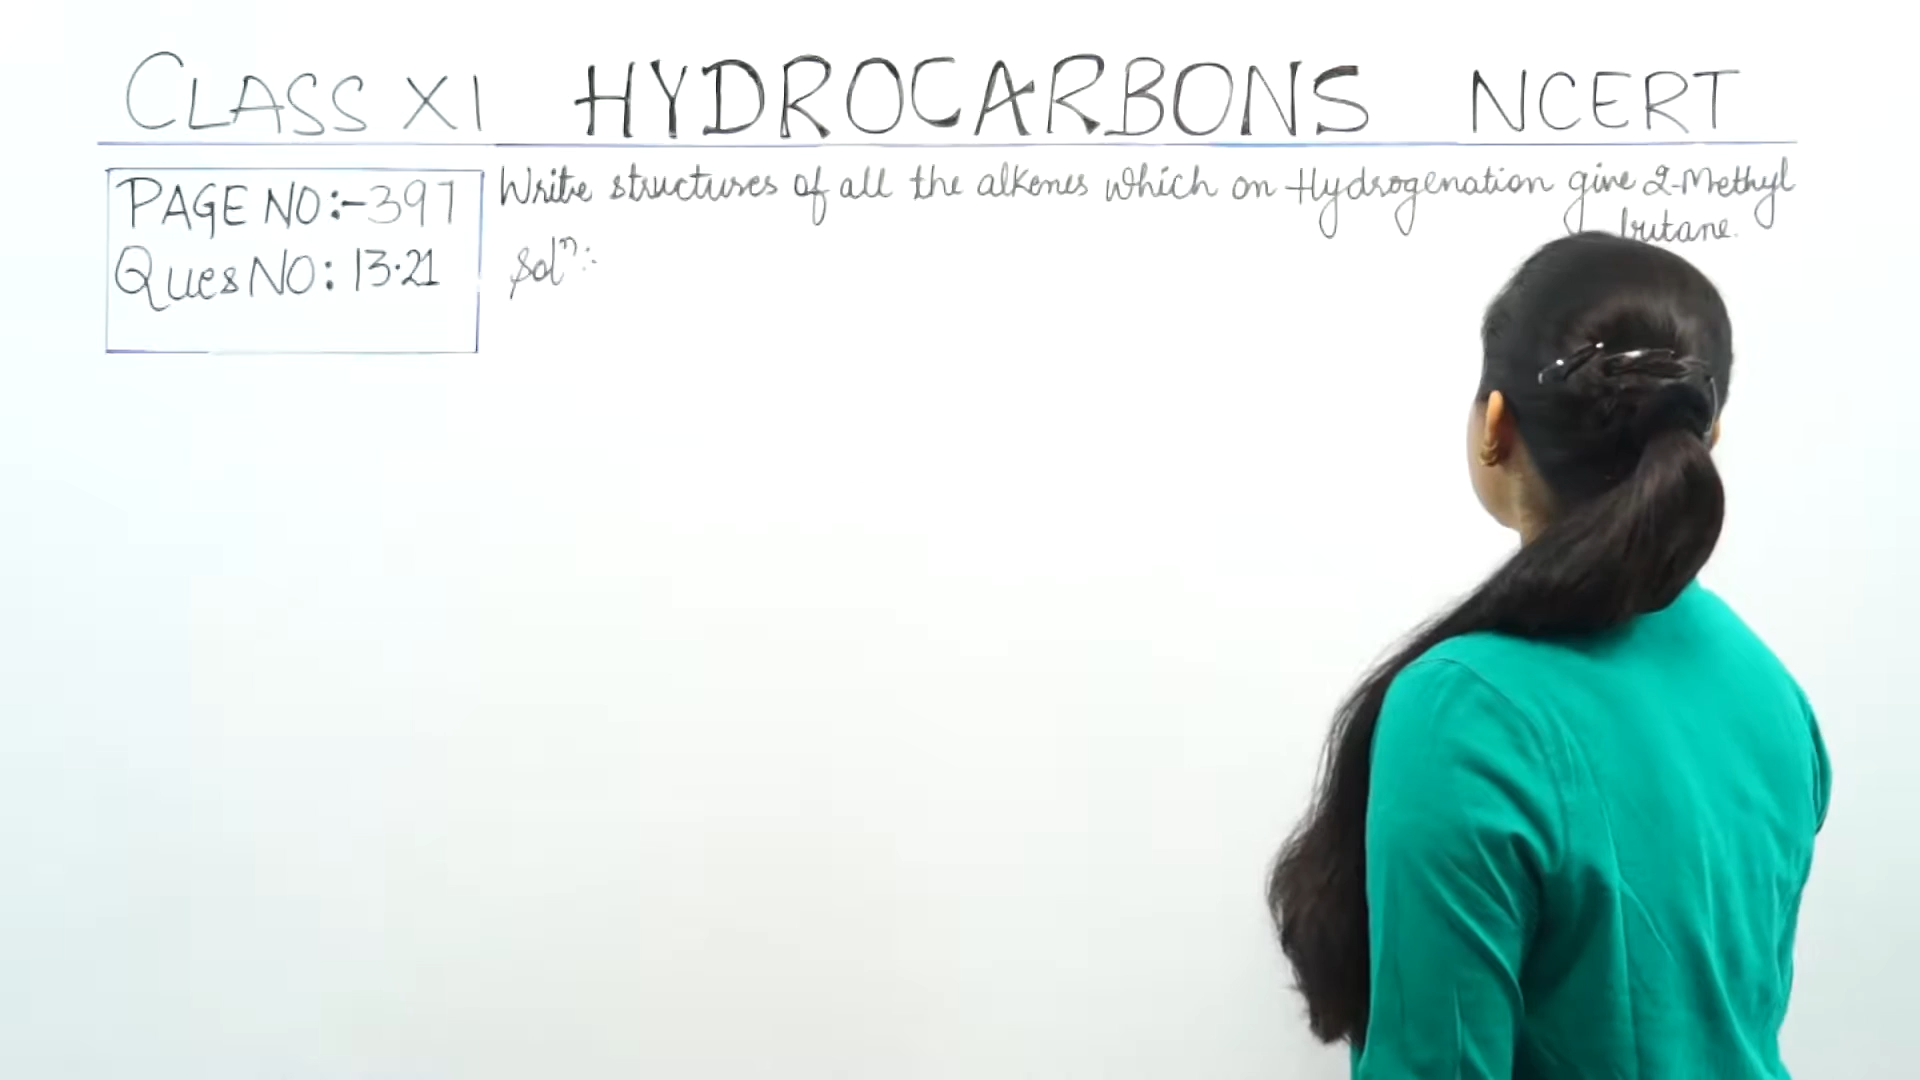 CLASS XI HYDROCARBONS NCERT
PAGE NO:-397
Ques NO: 13.21
Write structures of all the alkenes which on Hydrogenation give 2-Methyl
butane.
Solⁿ: